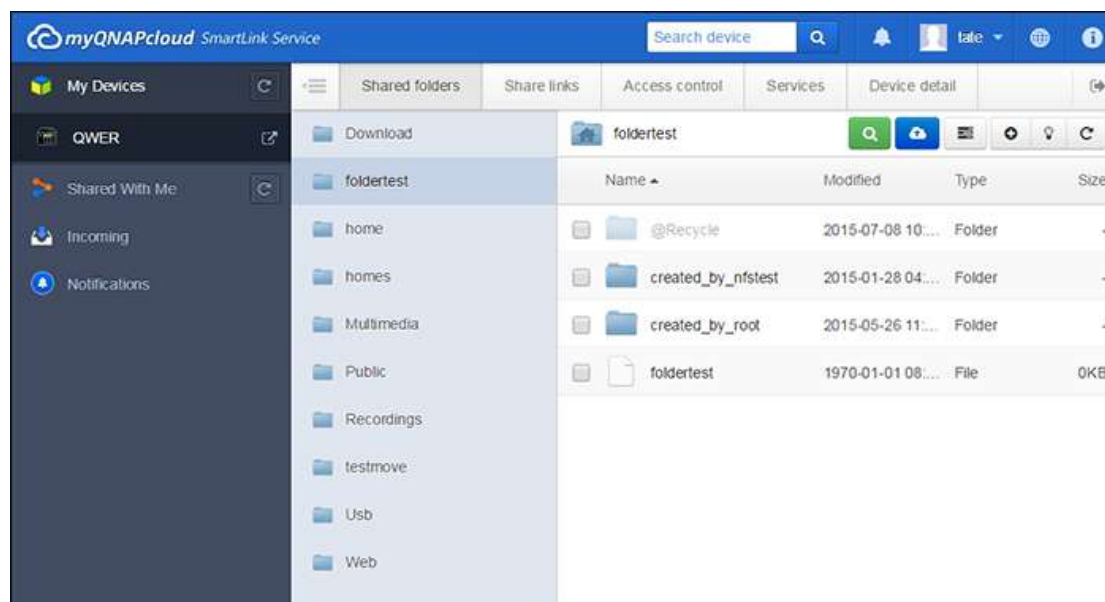 myQNAPcloud SmartLink Service
Search device
tate
My Devices
QWER
Shared With Me
Incoming
Notifications
Shared folders Share links Access control Services Device detail
Download
foldertest
home
homes
Multimedia
Public
Recordings
testmove
Usb
Web
foldertest
Name Modified Type Size
@Recycle 2015-07-08 10:... Folder
created_by_nfstest 2015-01-28 04:... Folder
created_by_root 2015-05-26 11:... Folder
foldertest 1970-01-01 08:... File 0KB